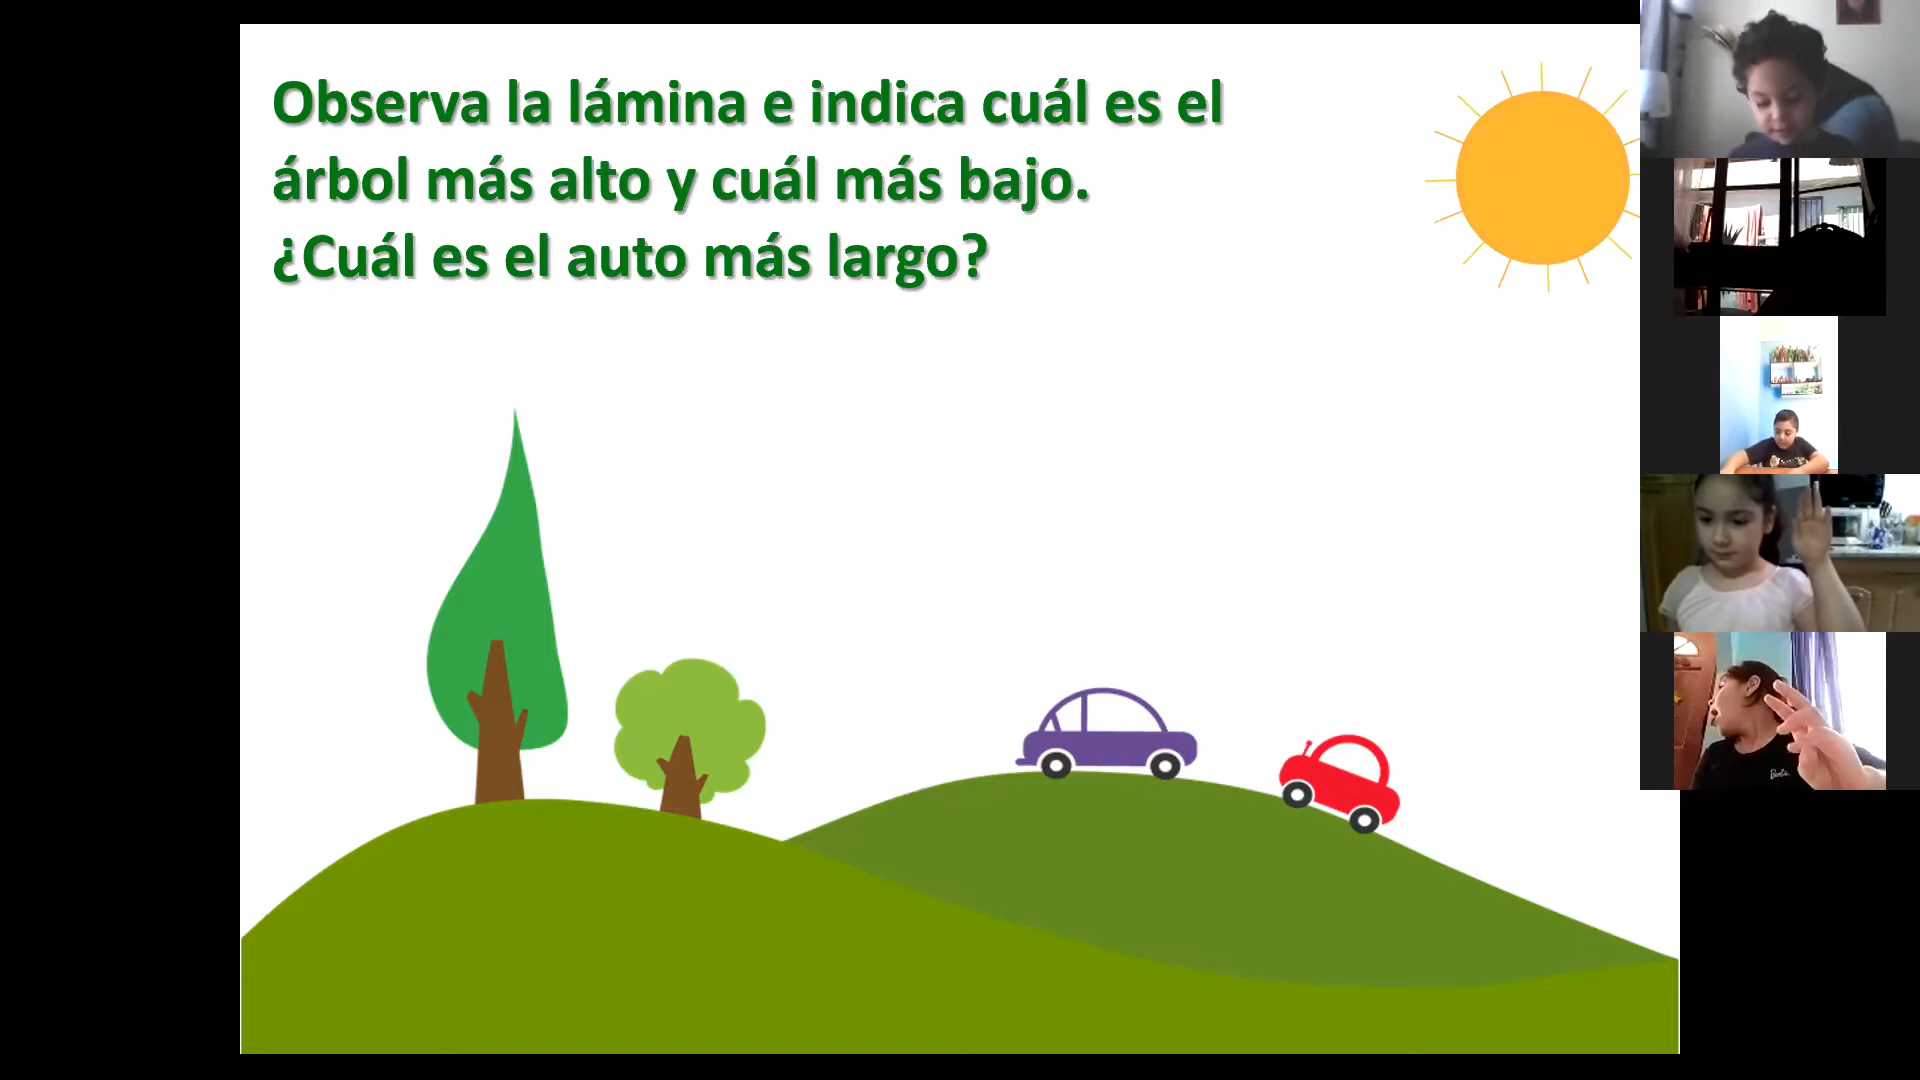 Observa la lámina e indica cuál es el
árbol más alto y cuál más bajo.
¿Cuál es el auto más largo?
Barbie